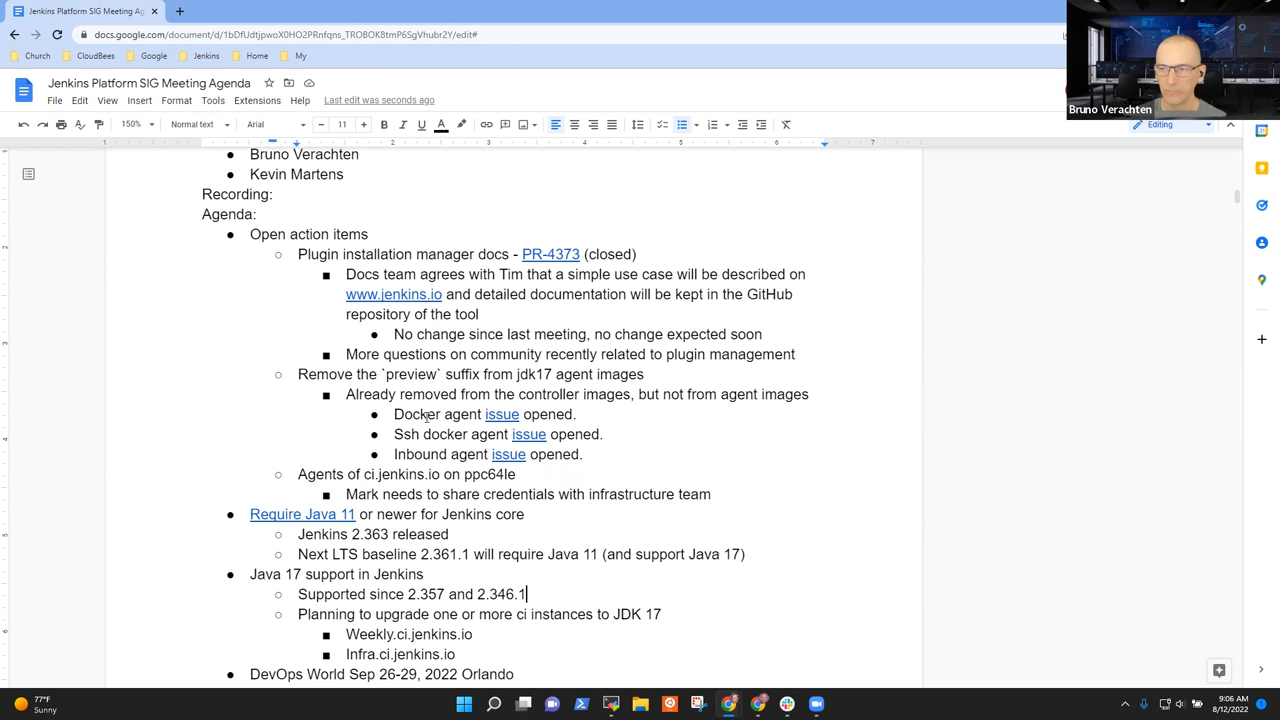 Jenkins Platform SIG Meeting Ag
docs.google.com/document/d/1bDfUdtjpwoX0HO2PRnfqns_TROBOK8tmP6SgVhubr2Y/edit#
Church
CloudBees
Google
Jenkins
Home
My
Jenkins Platform SIG Meeting Agenda
File Edit View Insert Format Tools Extensions Help Last edit was seconds ago
150% Normal text Arial 11 Editing
Bruno Verachten
1 2 3 4 5 6 7
Bruno Verachten
Kevin Martens
Recording:
Agenda:
Open action items
Plugin installation manager docs - PR-4373 (closed)
Docs team agrees with Tim that a simple use case will be described on
www.jenkins.io and detailed documentation will be kept in the GitHub
repository of the tool
No change since last meeting, no change expected soon
More questions on community recently related to plugin management
Remove the `preview` suffix from jdk17 agent images
Already removed from the controller images, but not from agent images
Docker agent issue opened.
Ssh docker agent issue opened.
Inbound agent issue opened.
Agents of ci.jenkins.io on ppc64le
Mark needs to share credentials with infrastructure team
Require Java 11 or newer for Jenkins core
Jenkins 2.363 released
Next LTS baseline 2.361.1 will require Java 11 (and support Java 17)
Java 17 support in Jenkins
Supported since 2.357 and 2.346.1
Planning to upgrade one or more ci instances to JDK 17
Weekly.ci.jenkins.io
Infra.ci.jenkins.io
DevOps World Sep 26-29, 2022 Orlando
77°F
Sunny
9:06 AM
8/12/2022